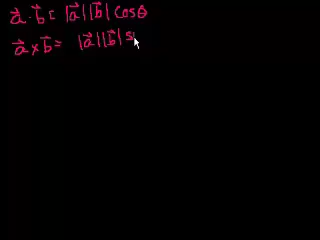 a⃗ · b⃗ = |a⃗||b⃗| cosθ
a⃗ × b⃗ = |a⃗||b⃗| s